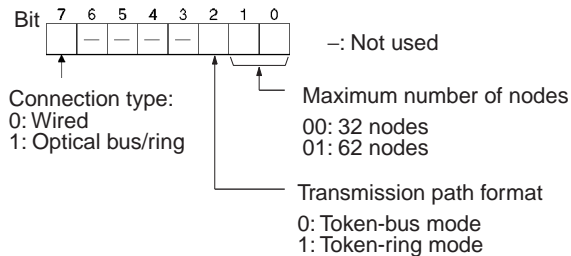 Bit 7 6 5 4 3 2 1 0
– – – –
–: Not used
Connection type:
0: Wired
1: Optical bus/ring
Maximum number of nodes
00: 32 nodes
01: 62 nodes
Transmission path format
0: Token-bus mode
1: Token-ring mode